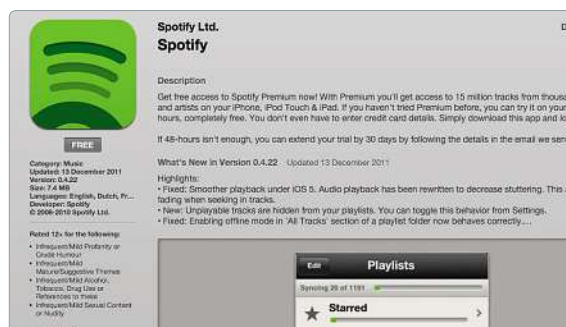 Spotify Ltd.
Spotify
Description
Get free access to Spotify Premium now! With Premium you'll get access to 15 million tracks from
and artists on your iPhone, iPod Touch & iPad. If you haven't tried Premium before, you can try it on your
hours, completely free. You don't even have to enter credit card details. Simply download this app and
If 48-hours isn't enough, you can extend your trial by 30 days by following the details in the email we
FREE
Category: Music
Updated: 13 December 2011
Version: 0.4.22
Size: 7.4 MB
Languages: English, Dutch, Fr...
Developer: Spotify
© 2006-2010 Spotify Ltd.
Rated 12+ for the following:
• Infrequent/Mild Profanity or
Crude Humour
• Infrequent/Mild
Mature/Suggestive Themes
• Infrequent/Mild Alcohol,
Tobacco, Drug Use or
References to these
• Infrequent/Mild Sexual Content
or Nudity
What's New in Version 0.4.22 Updated 13 December 2011
Highlights:
• Fixed: Smoother playback under iOS 5. Audio playback has been rewritten to decrease stuttering. This
fading when seeking in tracks.
• New: Unplayable tracks are hidden from your playlists. You can toggle this behavior from Settings.
• Fixed: Enabling offline mode in 'All Tracks' section of a playlist folder now behaves correctly....
Edit
Playlists
Syncing 20 of 1191
Starred